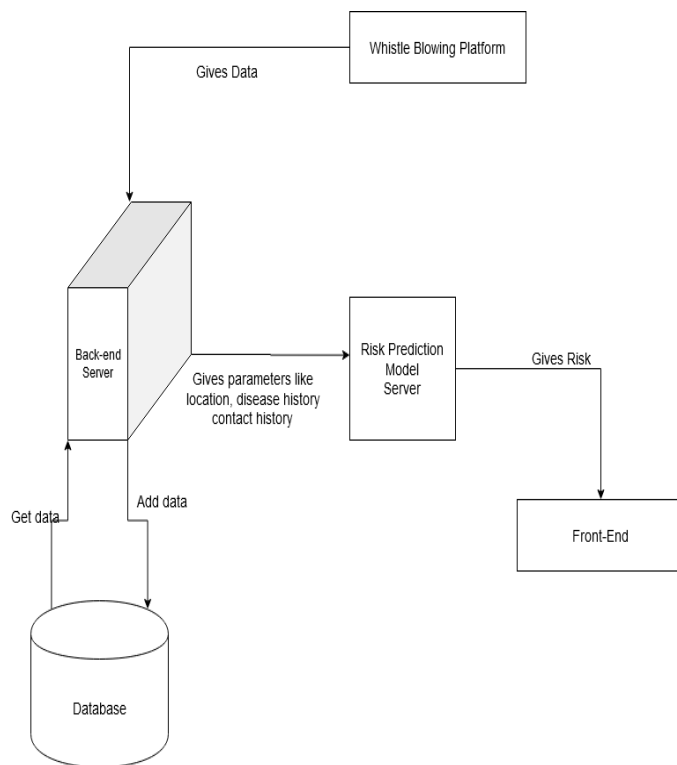 Whistle Blowing Platform
Gives Data
Back-end
Server
Risk Prediction
Model
Server
Gives parameters like
location, disease history
contact history
Gives Risk
Front-End
Get data
Add data
Database